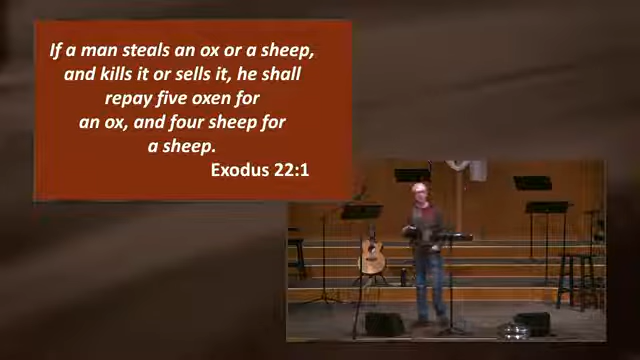 If a man steals an ox or a sheep,
and kills it or sells it, he shall
repay five oxen for
an ox, and four sheep for
a sheep.
Exodus 22:1